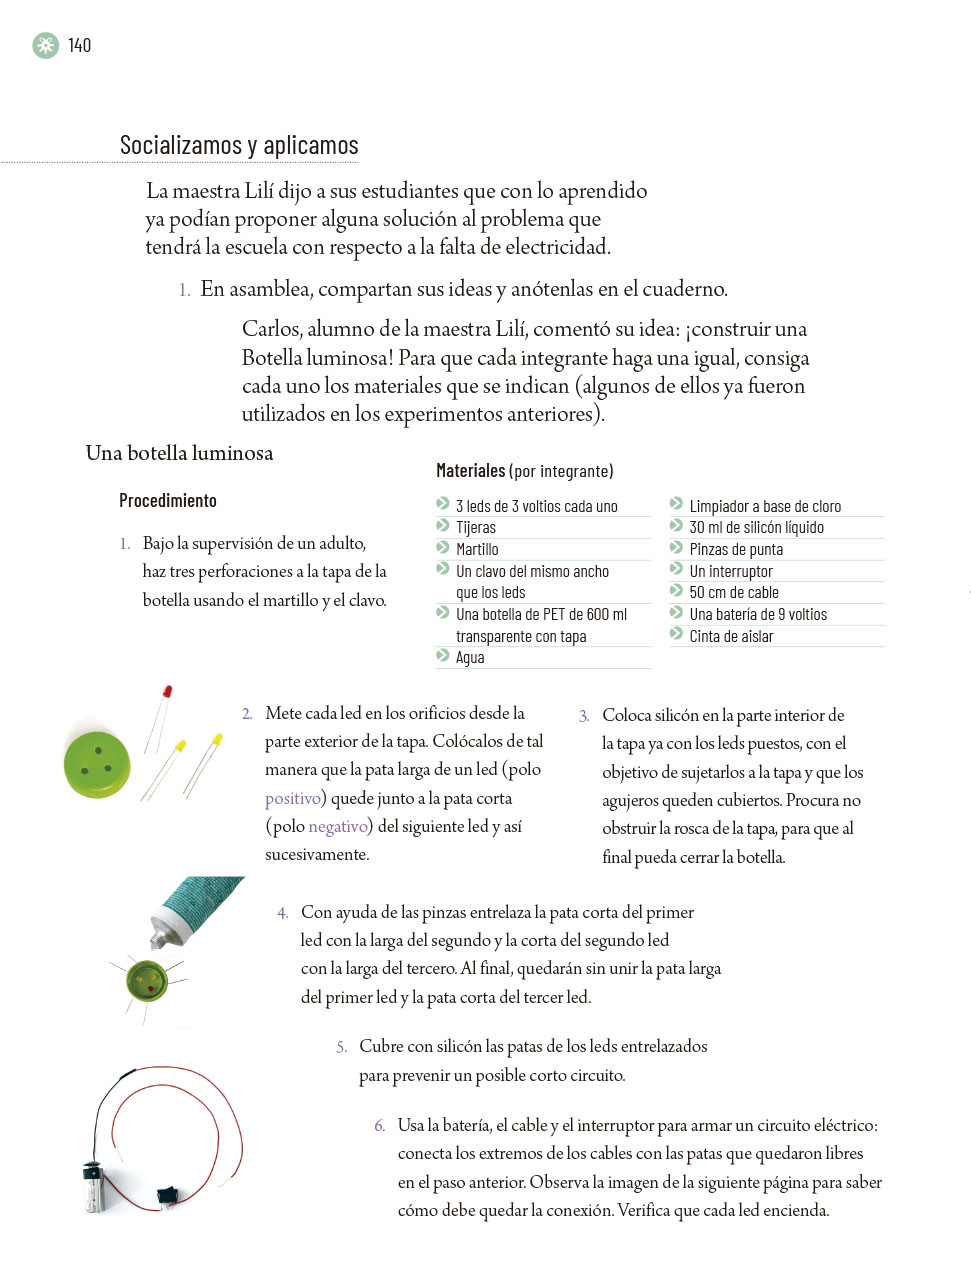 140
Socializamos y aplicamos
La maestra Lilí dijo a sus estudiantes que con lo aprendido
ya podían proponer alguna solución al problema que
tendrá la escuela con respecto a la falta de electricidad.
1. En asamblea, compartan sus ideas y anótenlas en el cuaderno.
Carlos, alumno de la maestra Lilí, comentó su idea: ¡construir una
Botella luminosa! Para que cada integrante haga una igual, consiga
cada uno los materiales que se indican (algunos de ellos ya fueron
utilizados en los experimentos anteriores).
Una botella luminosa
Procedimiento
1. Bajo la supervisión de un adulto,
haz tres perforaciones a la tapa de la
botella usando el martillo y el clavo.
Materiales (por integrante)
3 leds de 3 voltios cada uno
Tijeras
Martillo
Un clavo del mismo ancho
que los leds
Una botella de PET de 600 ml
transparente con tapa
Agua
Limpiador a base de cloro
30 ml de silicón líquido
Pinzas de punta
Un interruptor
50 cm de cable
Una batería de 9 voltios
Cinta de aislar
2. Mete cada led en los orificios desde la
parte exterior de la tapa. Colócalos de tal
manera que la pata larga de un led (polo
positivo) quede junto a la pata corta
(polo negativo) del siguiente led y así
sucesivamente.
3. Coloca silicón en la parte interior de
la tapa ya con los leds puestos, con el
objetivo de sujetarlos a la tapa y que los
agujeros queden cubiertos. Procura no
obstruir la rosca de la tapa, para que al
final pueda cerrar la botella.
4. Con ayuda de las pinzas entrelaza la pata corta del primer
led con la larga del segundo y la corta del segundo led
con la larga del tercero. Al final, quedarán sin unir la pata larga
del primer led y la pata corta del tercer led.
5. Cubre con silicón las patas de los leds entrelazados
para prevenir un posible corto circuito.
6. Usa la batería, el cable y el interruptor para armar un circuito eléctrico:
conecta los extremos de los cables con las patas que quedaron libres
en el paso anterior. Observa la imagen de la siguiente página para saber
cómo debe quedar la conexión. Verifica que cada led encienda.